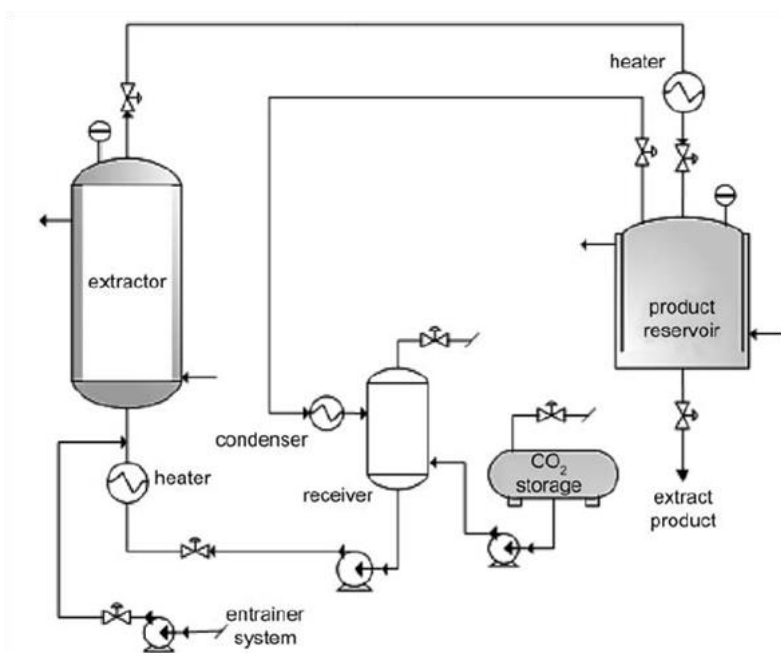 heater
extractor
product
reservoir
condenser
CO2
storage
heater
receiver
extract
product
entrainer
system